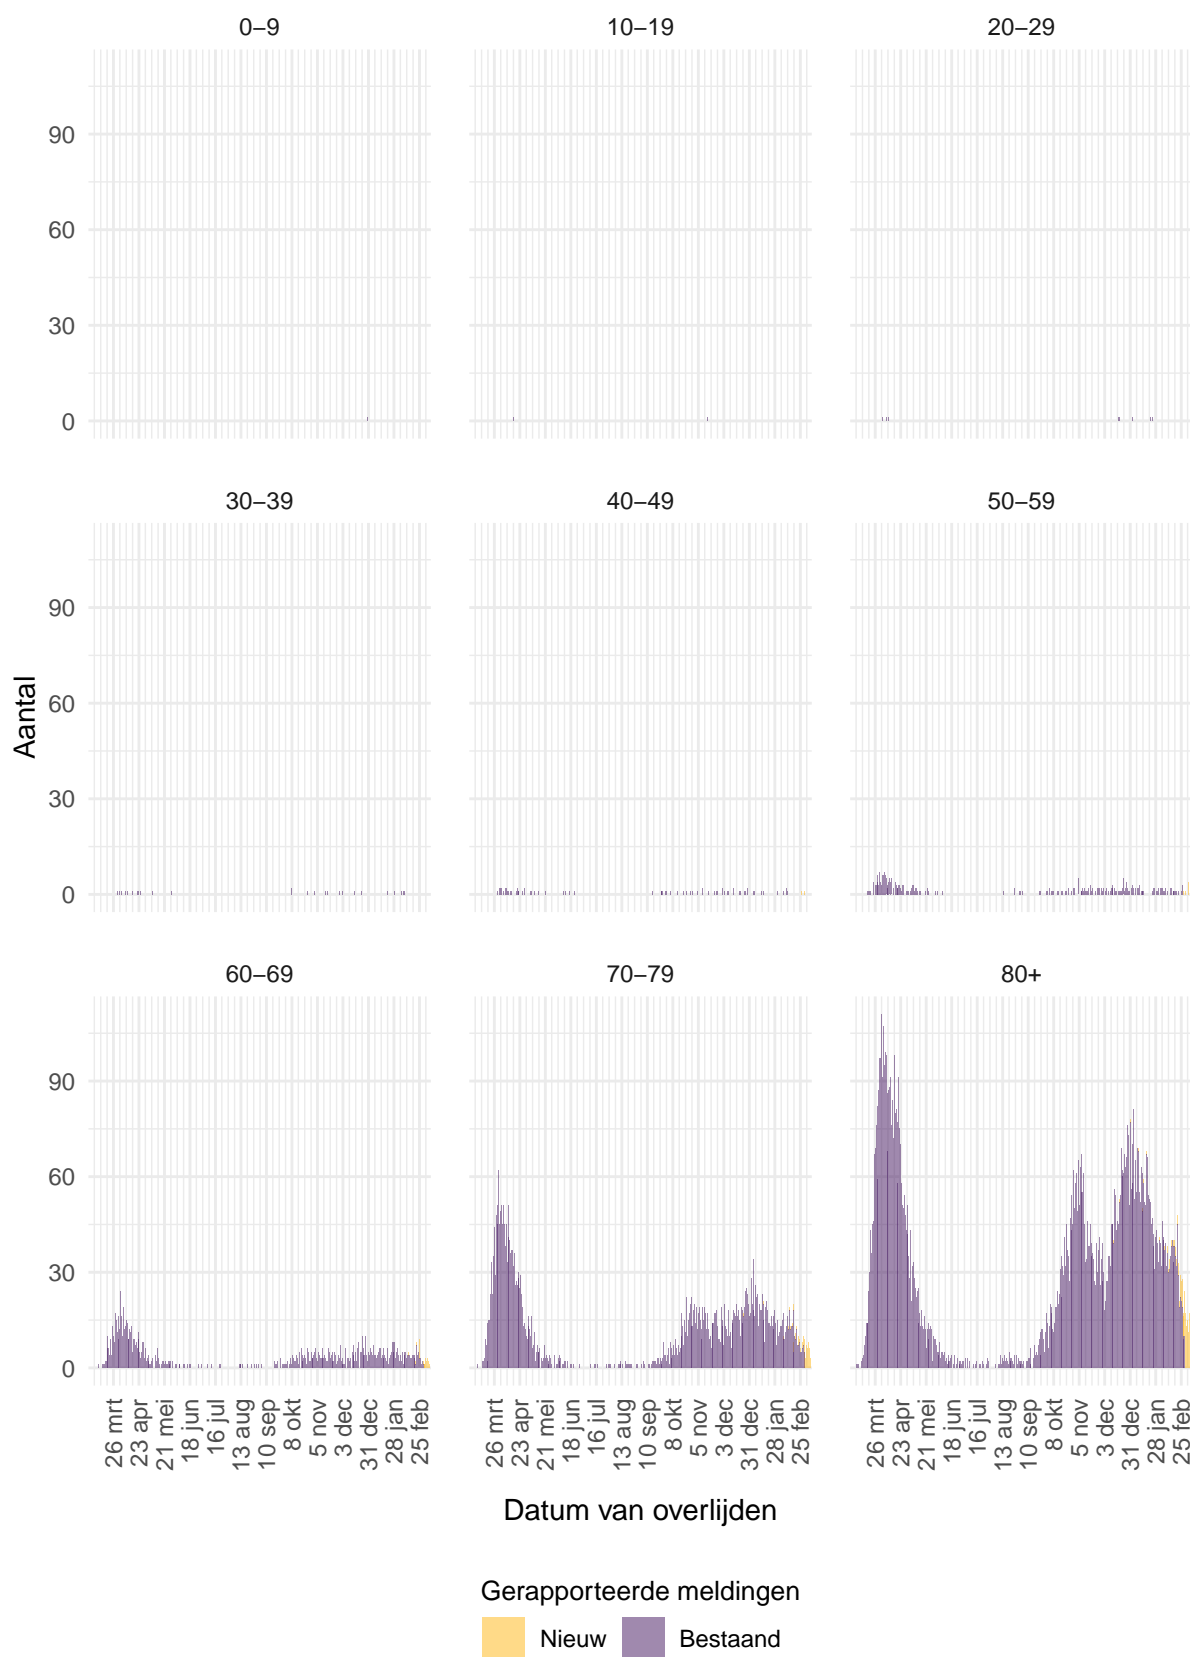 0–9 10–19 20–29
90
60
30
0
30–39 40–49 50–59
90
60
30
0
Aantal
60–69 70–79 80+
90
60
30
0
26 mrt 23 apr 21 mei 18 jun 16 jul 13 aug 10 sep 8 okt 5 nov 3 dec 31 dec 28 jan 25 feb
26 mrt 23 apr 21 mei 18 jun 16 jul 13 aug 10 sep 8 okt 5 nov 3 dec 31 dec 28 jan 25 feb
26 mrt 23 apr 21 mei 18 jun 16 jul 13 aug 10 sep 8 okt 5 nov 3 dec 31 dec 28 jan 25 feb
Datum van overlijden
Gerapporteerde meldingen
Nieuw Bestaand